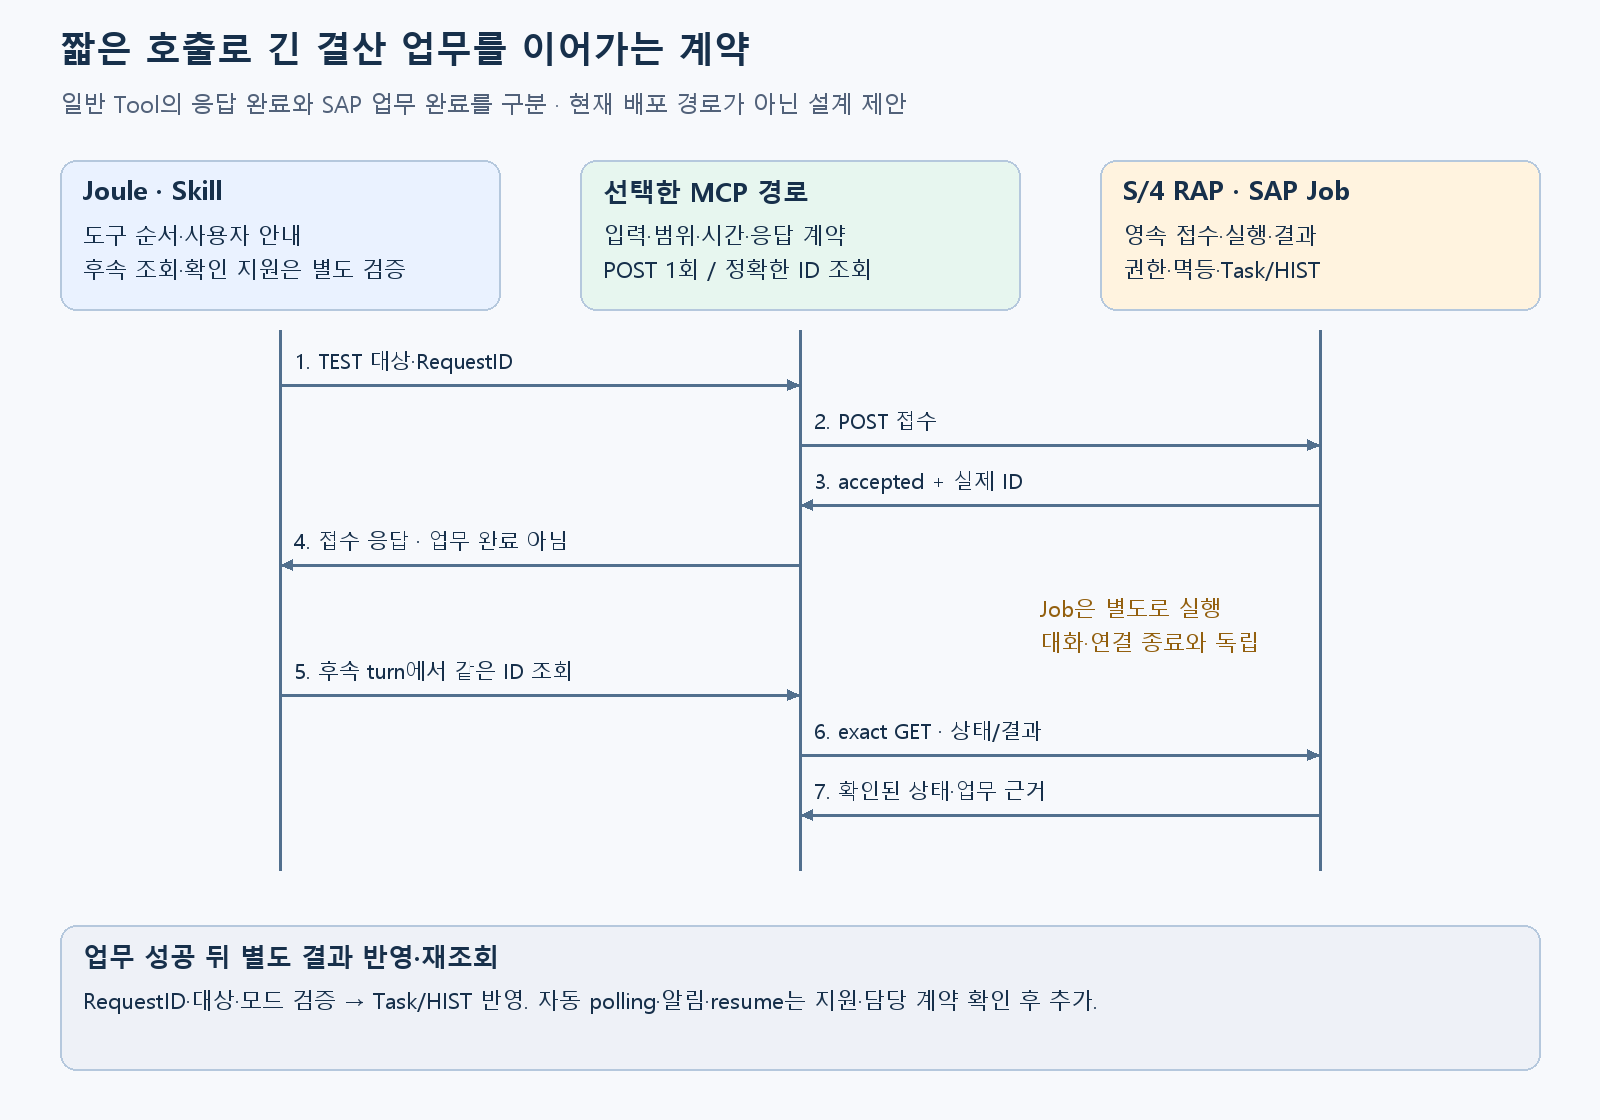 짧은 호출로 긴 결산 업무를 이어가는 계약
일반 Tool의 응답 완료와 SAP 업무 완료를 구분 · 현재 배포 경로가 아닌 설계 제안
Joule · Skill
도구 순서·사용자 안내
후속 조회·확인 지원은 별도 검증
선택한 MCP 경로
입력·범위·시간·응답 계약
POST 1회 / 정확한 ID 조회
S/4 RAP · SAP Job
영속 접수·실행·결과
권한·멱등·Task/HIST
1. TEST 대상·RequestID
2. POST 접수
3. accepted + 실제 ID
4. 접수 응답 · 업무 완료 아님
Job은 별도로 실행
대화·연결 종료와 독립
5. 후속 turn에서 같은 ID 조회
6. exact GET · 상태/결과
7. 확인된 상태·업무 근거
업무 성공 뒤 별도 결과 반영·재조회
RequestID·대상·모드 검증 → Task/HIST 반영. 자동 polling·알림·resume는 지원·담당 계약 확인 후 추가.